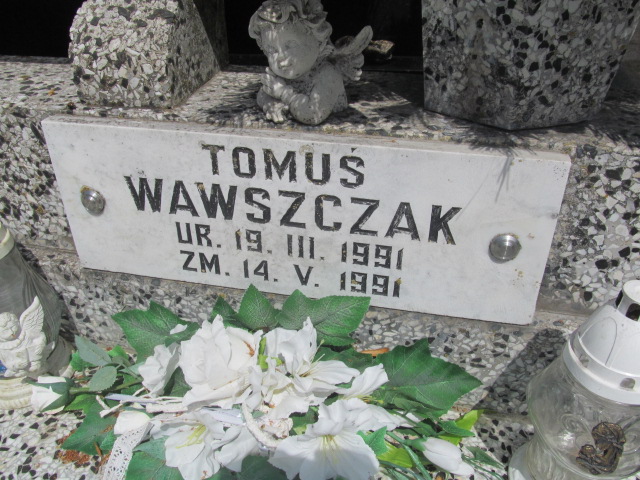 TOMUŚ
WAWSZCZAK
UR. 19. III. 1991
ZM. 14. V. 1991